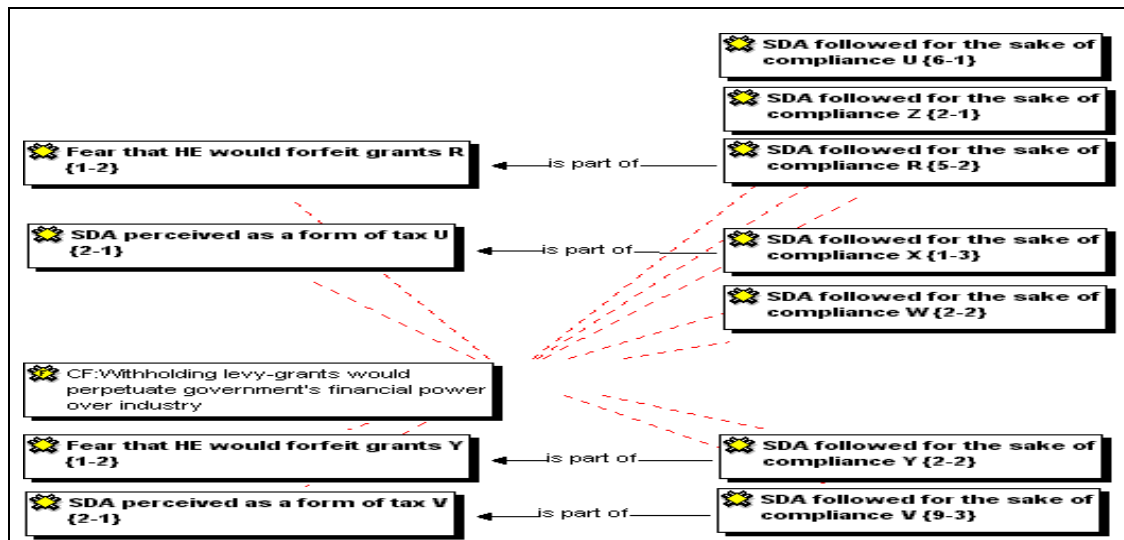 SDA followed for the sake of
compliance U {6-1}
SDA followed for the sake of
compliance Z {2-1}
Fear that HE would forfeit grants R
{1-2}
is part of
SDA followed for the sake of
compliance R {5-2}
SDA perceived as a form of tax U
{2-1}
is part of
SDA followed for the sake of
compliance X {1-3}
SDA followed for the sake of
compliance W {2-2}
CF:Withholding levy-grants would
perpetuate government's financial power
over industry
Fear that HE would forfeit grants Y
{1-2}
is part of
SDA followed for the sake of
compliance Y {2-2}
SDA perceived as a form of tax V
{2-1}
is part of
SDA followed for the sake of
compliance V {9-3}